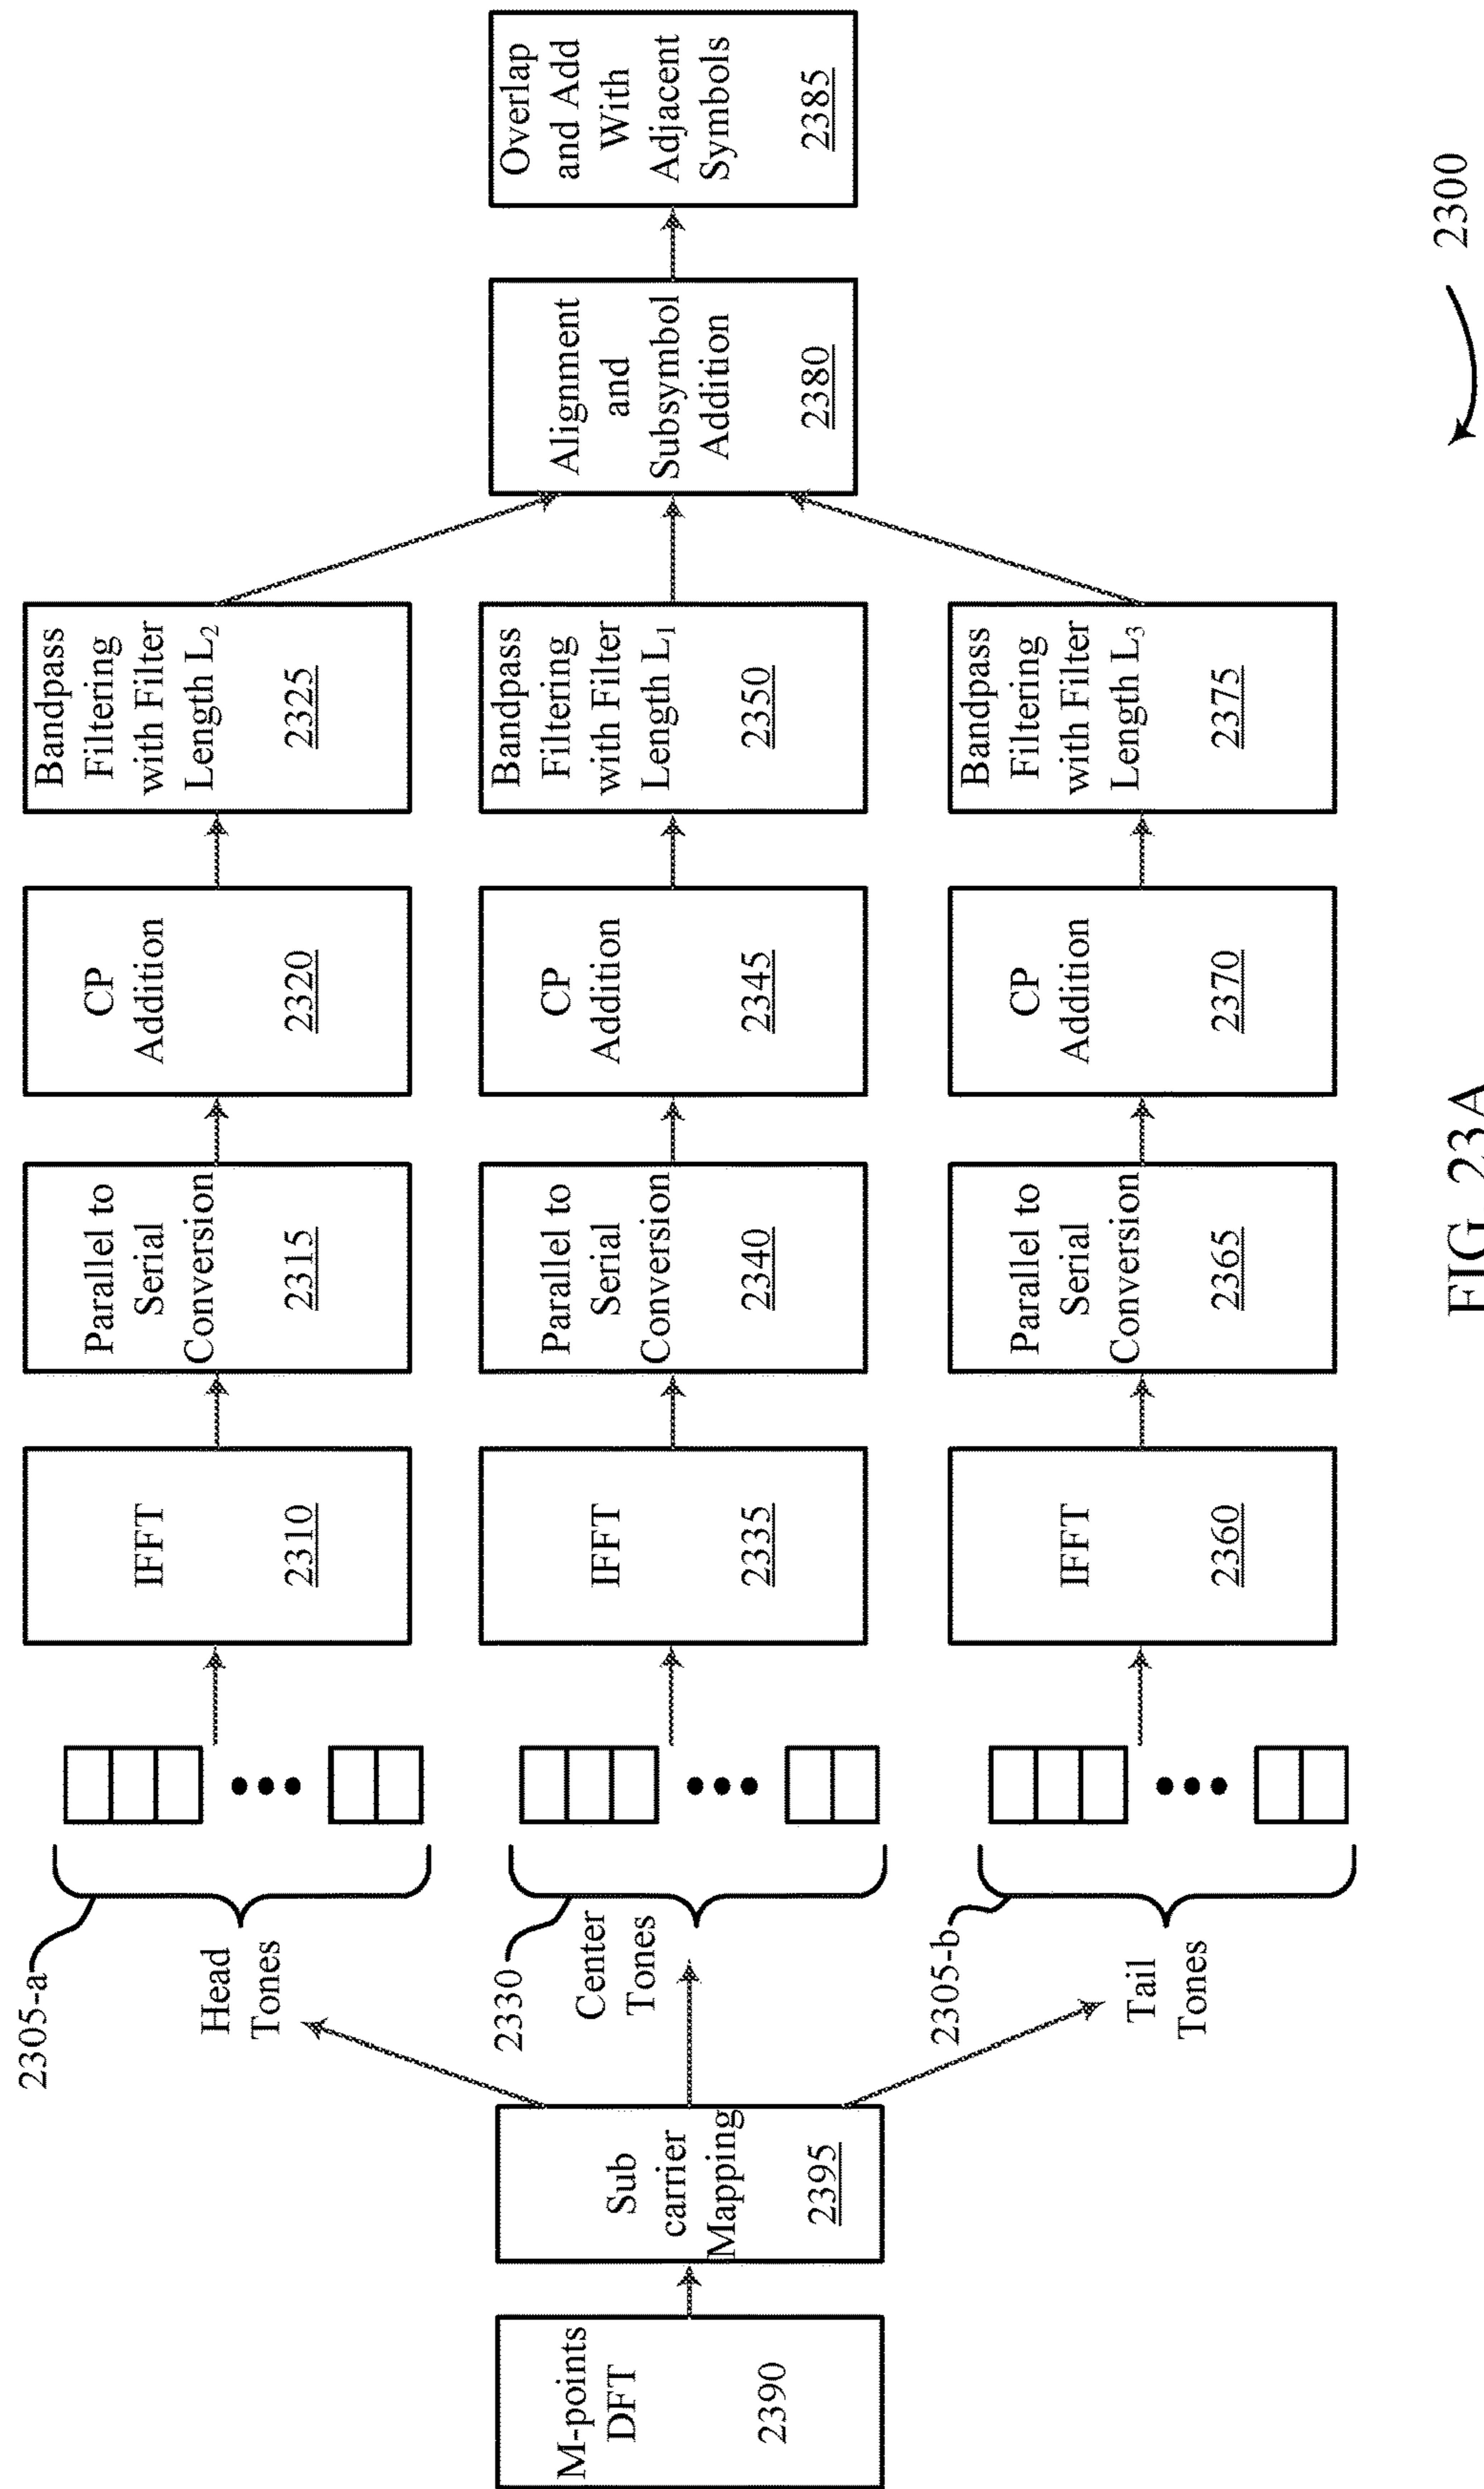 M-points
DFT
2390
Sub
carrier
Mapping
2395
2305-a
Head
Tones
IFFT
2310
Parallel to
Serial
Conversion
2315
CP
Addition
2320
Bandpass
Filtering
with Filter
Length L₂
2325
2330
Center
Tones
IFFT
2335
Parallel to
Serial
Conversion
2340
CP
Addition
2345
Bandpass
Filtering
with Filter
Length L₁
2350
2305-b
Tail
Tones
IFFT
2360
Parallel to
Serial
Conversion
2365
CP
Addition
2370
Bandpass
Filtering
with Filter
Length L₃
2375
Alignment
and
Subsymbol
Addition
2380
Overlap
and Add
With
Adjacent
Symbols
2385
2300
FIG. 23A